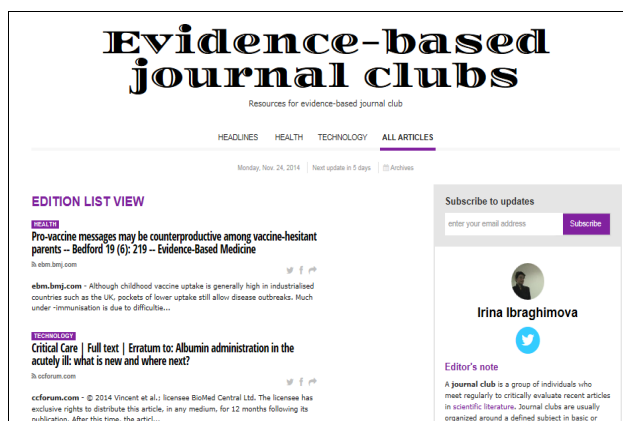 Evidence-based
journal clubs
Resources for evidence-based journal club
HEADLINES HEALTH TECHNOLOGY ALL ARTICLES
Monday, Nov. 24, 2014 Next update in 5 days Archives
EDITION LIST VIEW
HEALTH
Pro-vaccine messages may be counterproductive among vaccine-hesitant
parents -- Bedford 19 (6): 219 -- Evidence-Based Medicine
ebm.bmj.com
ebm.bmj.com - Although childhood vaccine uptake is generally high in industrialised
countries such as the UK, pockets of lower uptake still allow disease outbreaks. Much
under -immunisation is due to difficultie...
TECHNOLOGY
Critical Care | Full text | Erratum to: Albumin administration in the
acutely ill: what is new and where next?
ccforum.com
ccforum.com - © 2014 Vincent et al.; licensee BioMed Central Ltd. The licensee has
exclusive rights to distribute this article, in any medium, for 12 months following its
publication. After this time, the articl...
Subscribe to updates
enter your email address Subscribe
Irina Ibraghimova
Editor's note
A journal club is a group of individuals who
meet regularly to critically evaluate recent articles
in scientific literature. Journal clubs are usually
organized around a defined subject in basic or